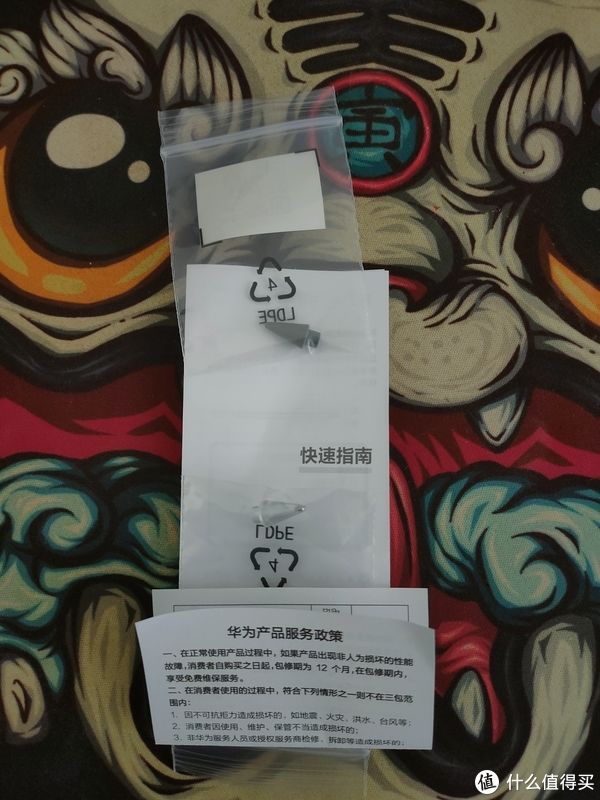 寅
4
LDPE
快速指南
LDPE
4
华为产品服务政策
一、在正常使用产品过程中，如果产品出现非人为损坏的性能
故障，消费者自购买之日起，包修期为 12 个月，在包修期内，
享受免费维保服务。
二、在消费者使用的过程中，符合下列情形之一则不在三包范
围内：
1. 因不可抗拒力造成损坏的，如地震、火灾、洪水、台风等；
2. 消费者因使用、维护、保管不当造成损坏的；
3. 非华为服务人员或授权服务商检修、拆卸等造成损坏的；
值 什么值得买